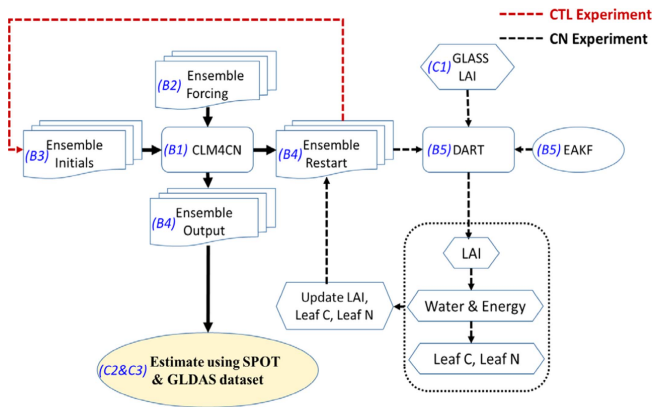 CTL Experiment
CN Experiment
(C1) GLASS
LAI
(B2) Ensemble
Forcing
(B3) Ensemble
Initials
(B1) CLM4CN
(B4) Ensemble
Restart
(B5) DART
(B5) EAKF
(B4) Ensemble
Output
LAI
Update LAI,
Leaf C, Leaf N
Water & Energy
Leaf C, Leaf N
(C2&C3) Estimate using SPOT
& GLDAS dataset